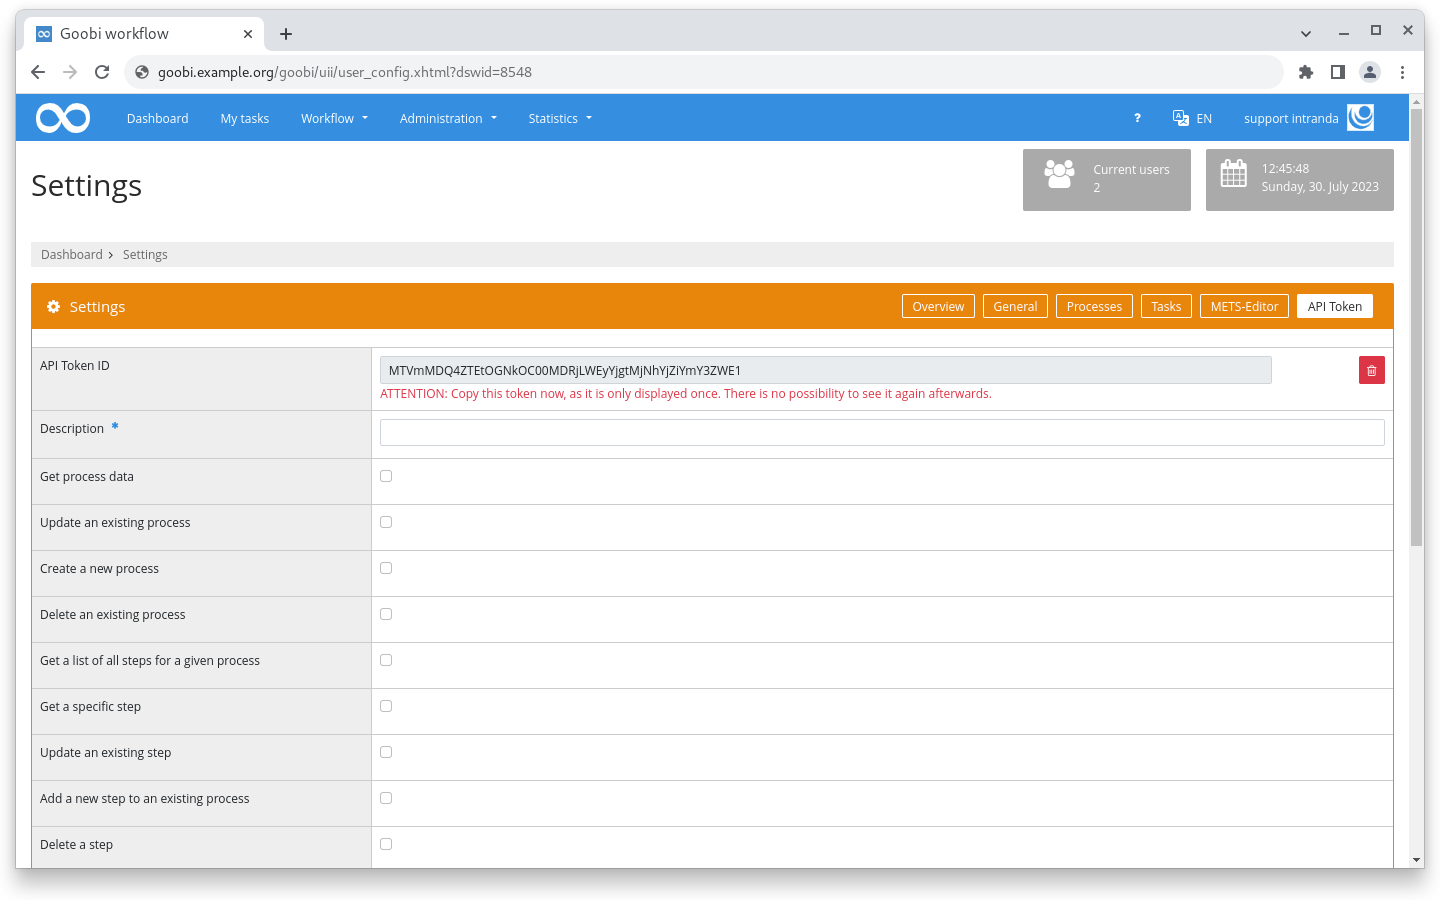 Goobi workflow
goobi.example.org/goobi/uii/user_config.xhtml?dswid=8548
Dashboard My tasks Workflow Administration Statistics ? EN support intranda
Settings
Current users
2
12:45:48
Sunday, 30. July 2023
Dashboard > Settings
Settings Overview General Processes Tasks METS-Editor API Token
API Token ID MTVmMDQ4ZTEtOGNkOC00MDRjLWEyYjgtMjNhYjZiYmY3ZWE1
ATTENTION: Copy this token now, as it is only displayed once. There is no possibility to see it again afterwards.
Description *
Get process data
Update an existing process
Create a new process
Delete an existing process
Get a list of all steps for a given process
Get a specific step
Update an existing step
Add a new step to an existing process
Delete a step